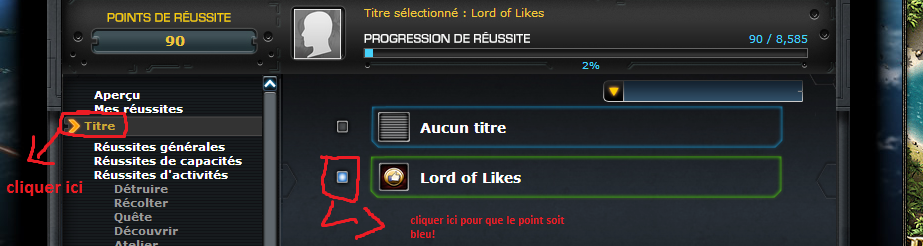 POINTS DE RÉUSSITE
90
Titre sélectionné : Lord of Likes
PROGRESSION DE RÉUSSITE
90 / 8,585
2%
Aperçu
Mes réussites
Titre
Réussites générales
Réussites de capacités
Réussites d'activités
Détruire
Récolter
Quête
Découvrir
Atelier
cliquer ici
Aucun titre
Lord of Likes
cliquer ici pour que le point soit
bleu!